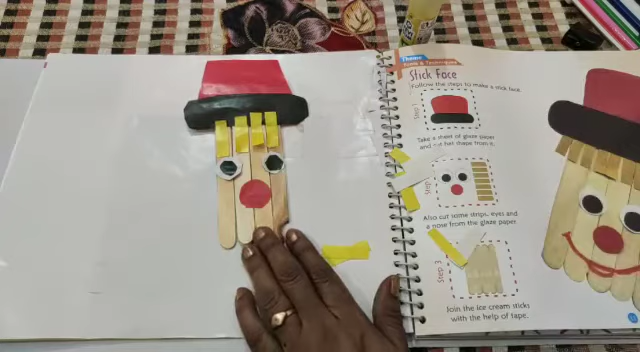 Theme
Stick Face
Follow the steps to make a stick face.
Step 1
Take a sheet of glaze paper
and cut hat shape from it.
Step
Also cut some strips, eyes and
a nose from the glaze paper
Step 3
Join the ice cream sticks
with the help of tape.